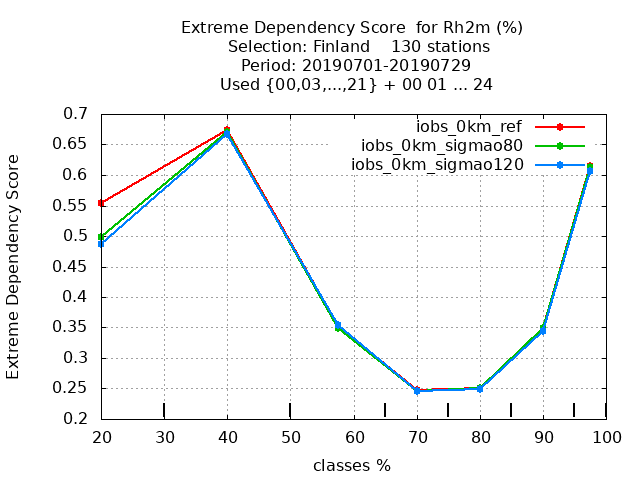 Extreme Dependency Score  for Rh2m (%)
Selection: Finland    130 stations
Period: 20190701-20190729
Used {00,03,...,21} + 00 01 ... 24
Extreme Dependency Score
0.7
0.65
0.6
0.55
0.5
0.45
0.4
0.35
0.3
0.25
0.2
iobs_0km_ref
iobs_0km_sigmao80
iobs_0km_sigmao120
20 30 40 50 60 70 80 90 100
classes %